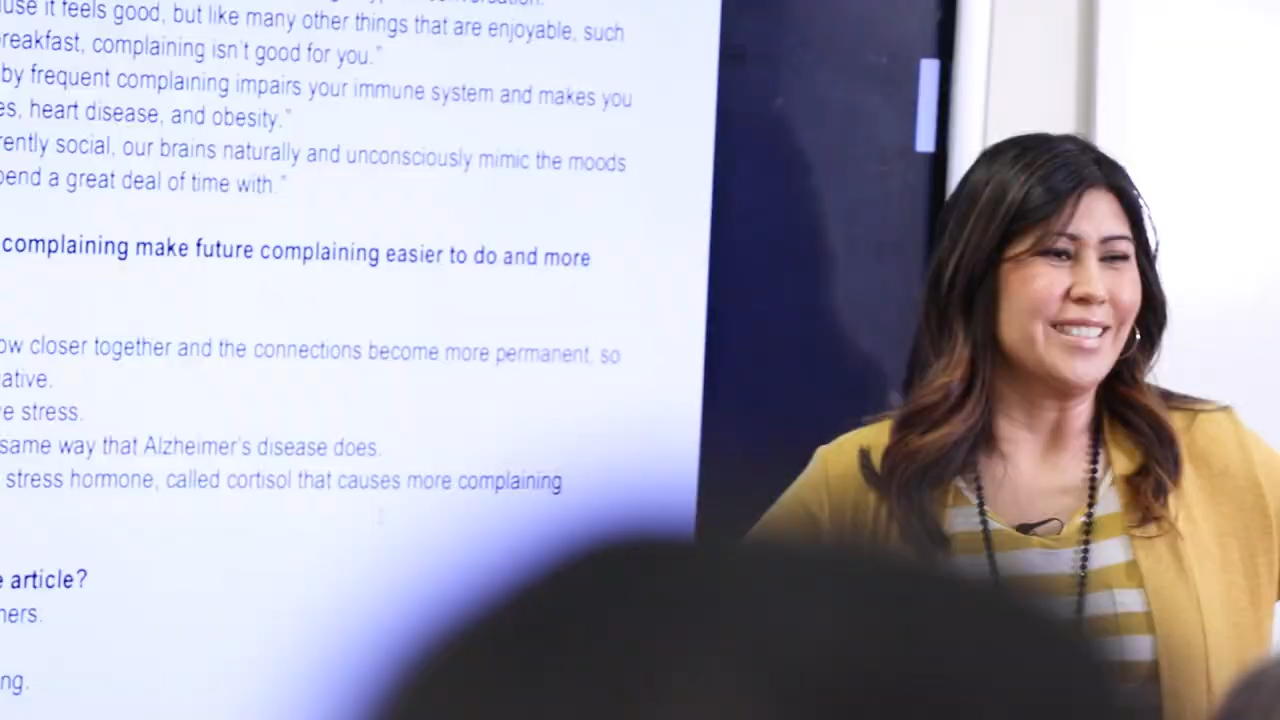 use it feels good, but like many other things that are enjoyable, such
reakfast, complaining isn't good for you."
by frequent complaining impairs your immune system and makes you
es, heart disease, and obesity."
rently social, our brains naturally and unconsciously mimic the moods
pend a great deal of time with."
complaining make future complaining easier to do and more
ow closer together and the connections become more permanent, so
ative.
e stress.
same way that Alzheimer's disease does.
stress hormone, called cortisol that causes more complaining
e article?
ners.
ng.